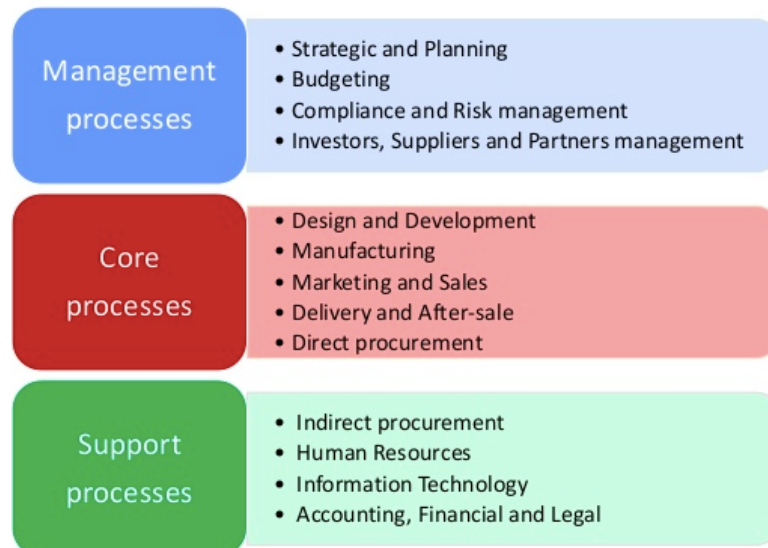 Management
processes
• Strategic and Planning
• Budgeting
• Compliance and Risk management
• Investors, Suppliers and Partners management
Core
processes
• Design and Development
• Manufacturing
• Marketing and Sales
• Delivery and After-sale
• Direct procurement
Support
processes
• Indirect procurement
• Human Resources
• Information Technology
• Accounting, Financial and Legal